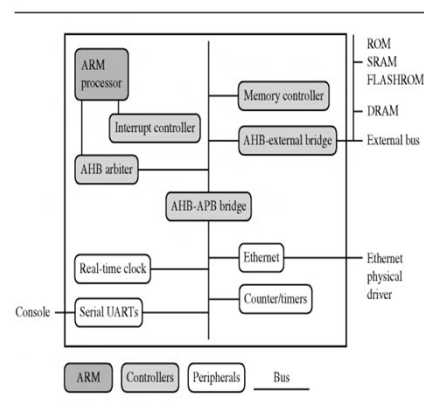 ROM
SRAM
FLASHROM
ARM
processor
Memory controller
DRAM
Interrupt controller
AHB-external bridge
External bus
AHB arbiter
AHB-APB bridge
Real-time clock
Ethernet
Ethernet
physical
driver
Counter/timers
Console
Serial UARTs
ARM
Controllers
Peripherals
Bus